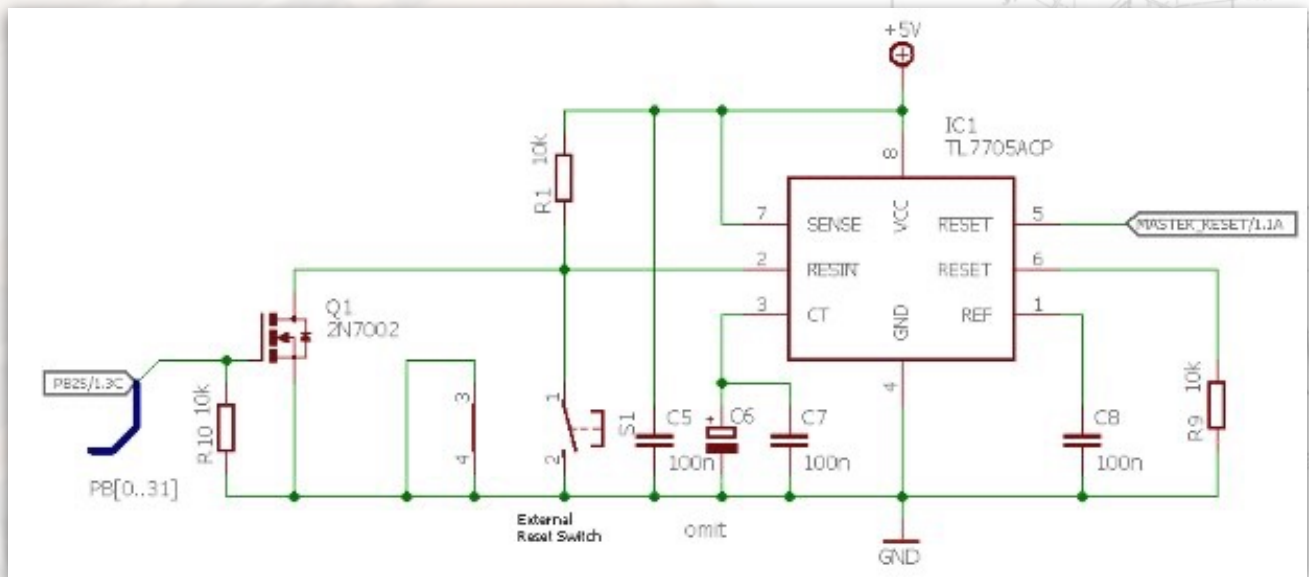 +5V
IC1
TL7705ACP
R1 10k
8
7 SENSE VCC RESET 5
MASTER_RESET/1.1A
2 RESIN RESET 6
3 CT GND REF 1
4
Q1
2N7002
PB25/1.3C
R10 10k
PB[0..31]
3
4
1
2
S1
C5
100n
+ C6
C7
100n
C8
100n
R9 10k
External
Reset Switch
omit
GND